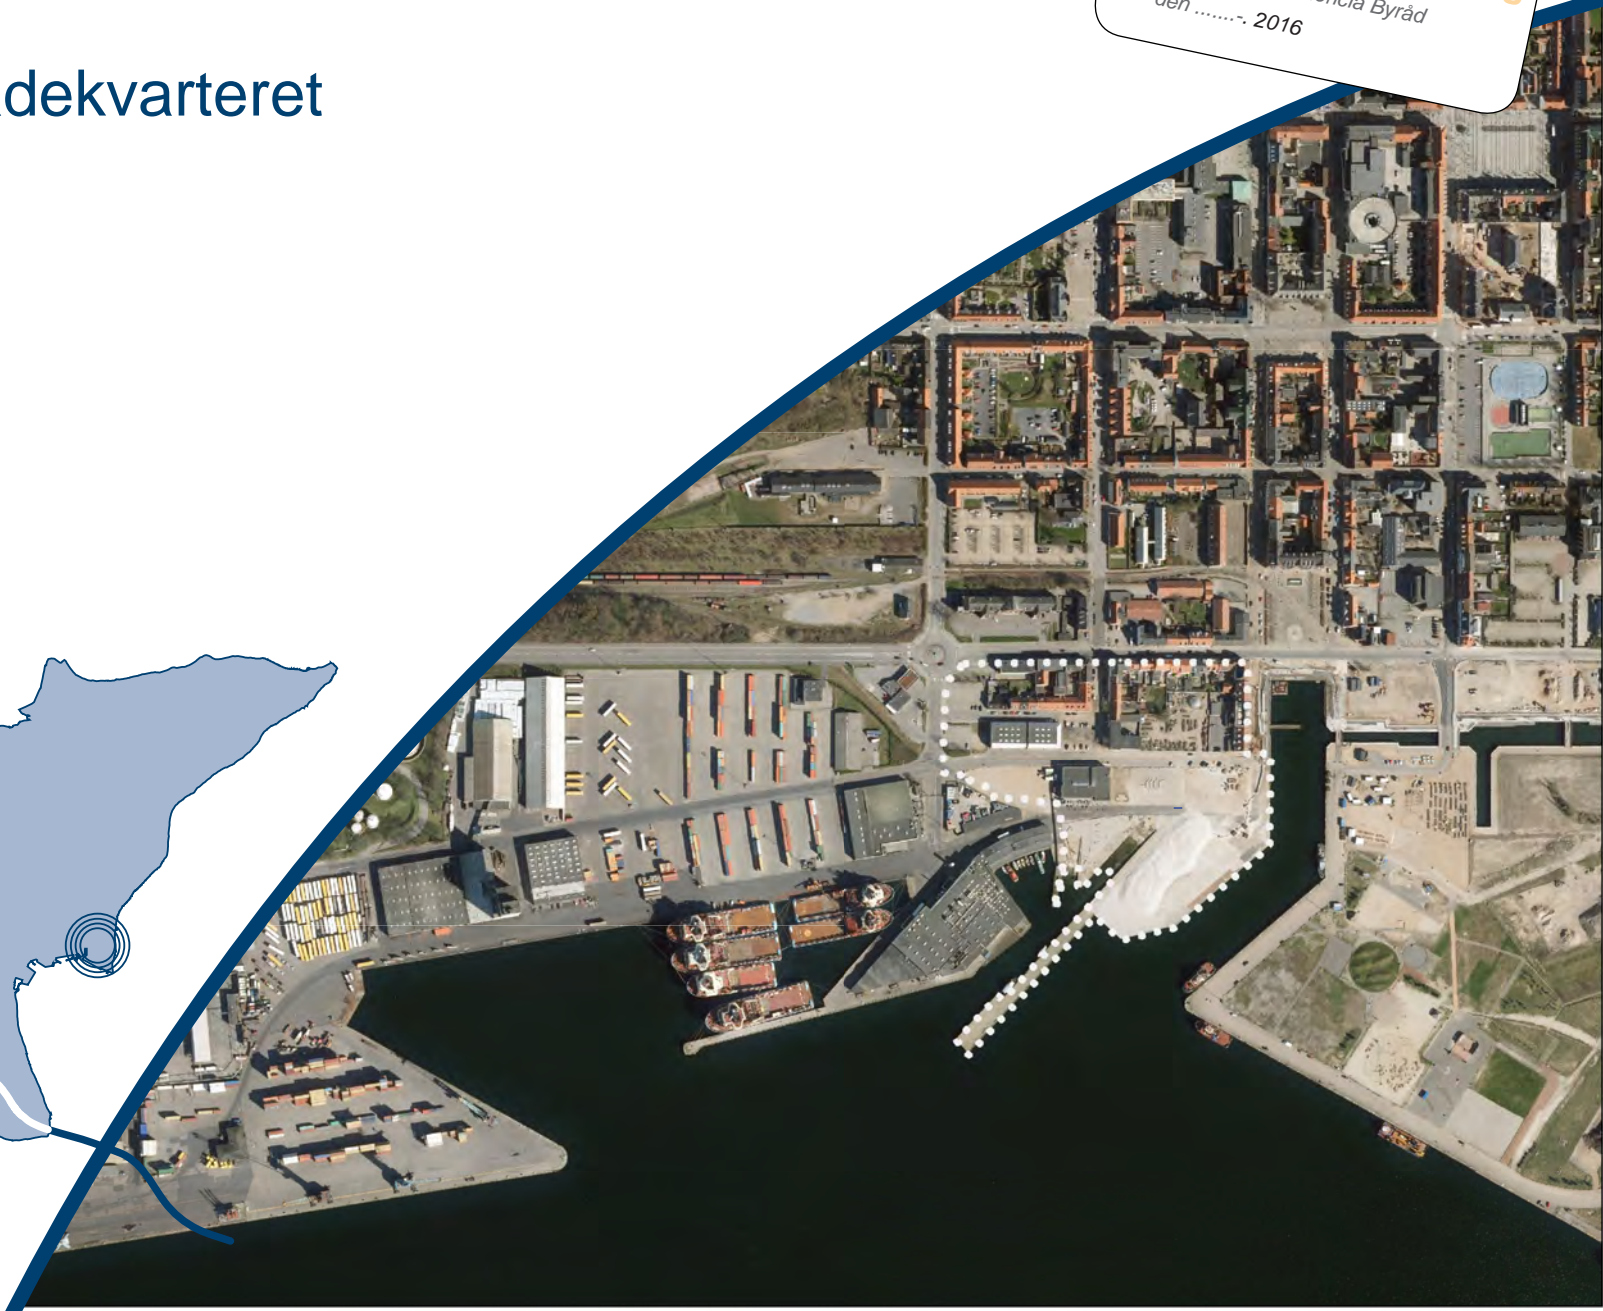 dekvarteret
Byråd
den .......-. 2016